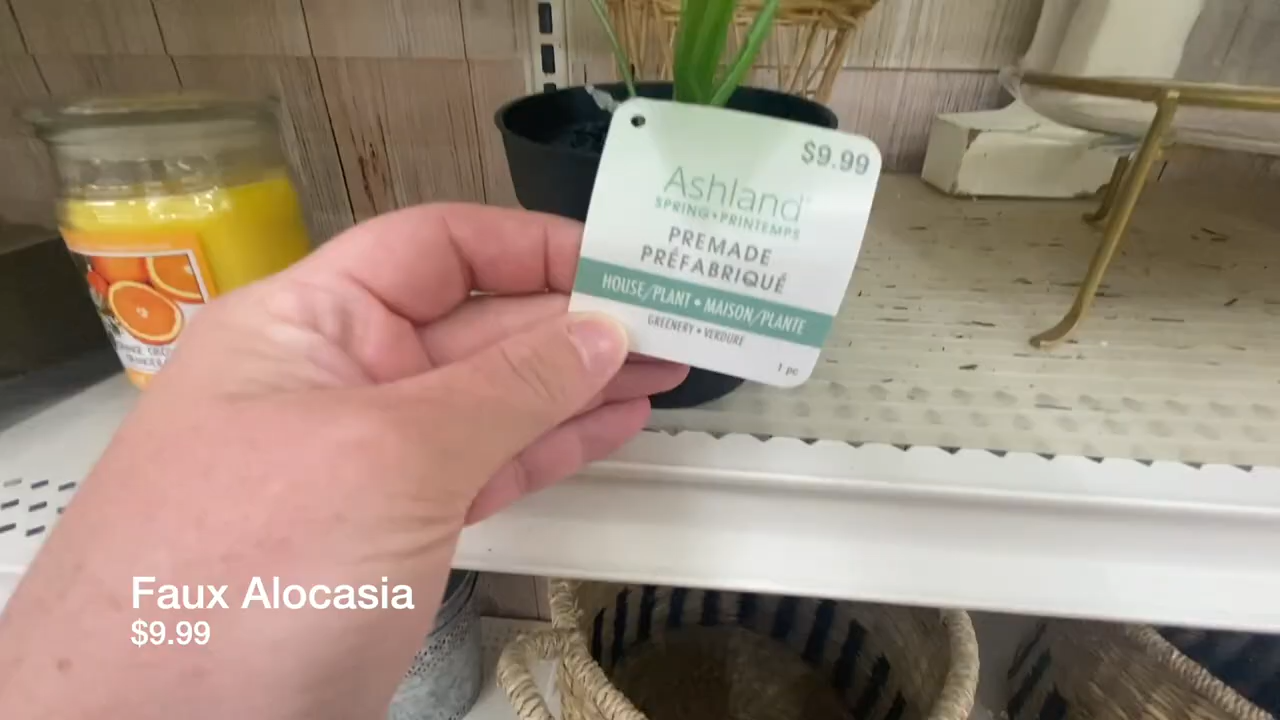 $9.99
Ashland
SPRING • PRINTEMPS
PREMADE
PRÉFABRIQUÉ
HOUSE/PLANT • MAISON/PLANTE
GREENERY • VERDURE
1 pc
Faux Alocasia
$9.99